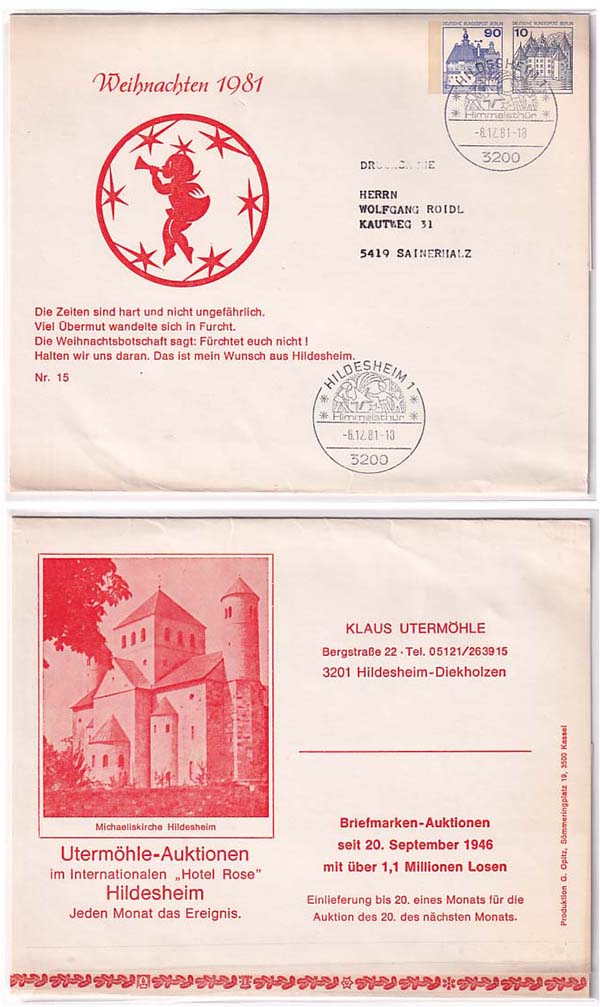 Weihnachten 1981
DEUTSCHE BUNDESPOST BERLIN
90
DEUTSCHE BUNDESPOST BERLIN
10
HILDESHEIM 1
Himmelsthür
-8.12.81-18
3200
HERRN
WOLFGANG ROIDL
KAUTWEG 31
5419 SAINERHALZ
Die Zeiten sind hart und nicht ungefährlich.
Viel Übermut wandelte sich in Furcht.
Die Weihnachtsbotschaft sagt: Fürchtet euch nicht !
Halten wir uns daran. Das ist mein Wunsch aus Hildesheim.
Nr. 15
HILDESHEIM 1
Himmelsthür
-8.12.81-18
3200
Michaeliskirche Hildesheim
Utermöhle-Auktionen
im Internationalen „Hotel Rose"
Hildesheim
Jeden Monat das Ereignis.
KLAUS UTERMÖHLE
Bergstraße 22 · Tel. 05121/263915
3201 Hildesheim-Diekholzen
Briefmarken-Auktionen
seit 20. September 1946
mit über 1,1 Millionen Losen
Einlieferung bis 20. eines Monats für die
Auktion des 20. des nächsten Monats.
Produktion G. Opitz, Sömmeringplatz 19, 3500 Kassel